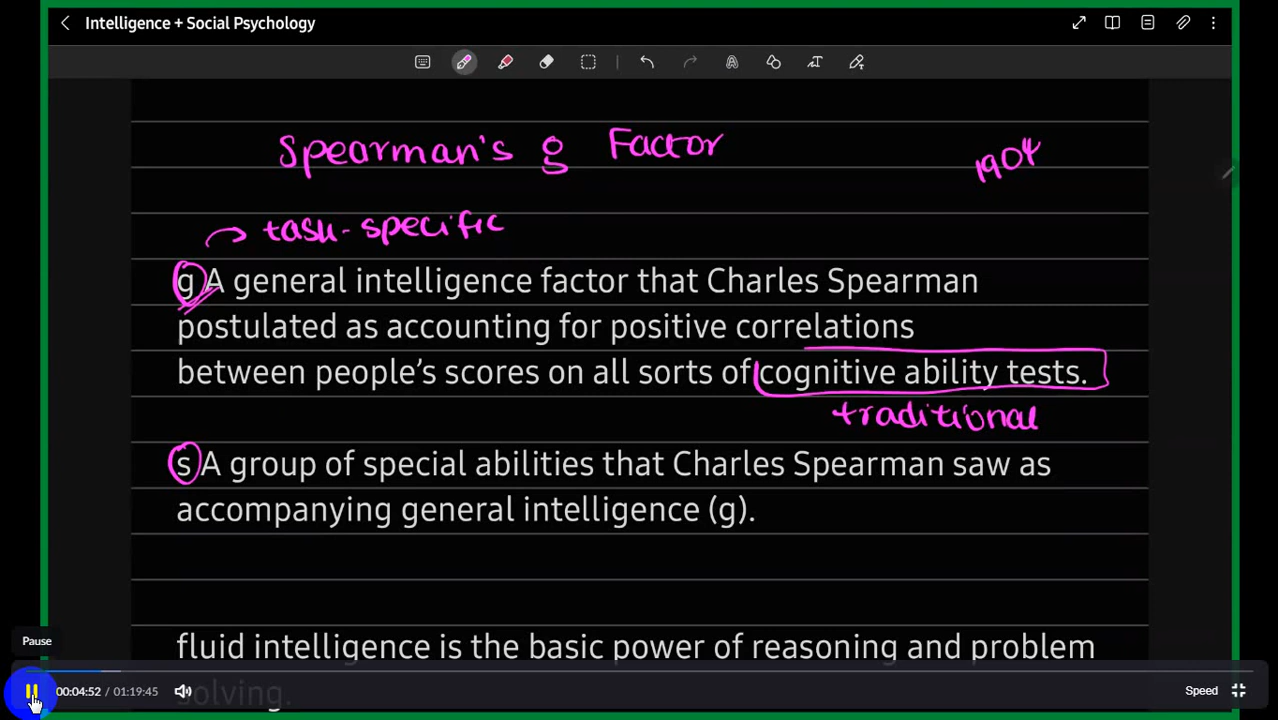 Intelligence + Social Psychology
Spearman's g Factor
1904
task-specific
g A general intelligence factor that Charles Spearman
postulated as accounting for positive correlations
between people's scores on all sorts of cognitive ability tests.
traditional
s A group of special abilities that Charles Spearman saw as
accompanying general intelligence (g).
fluid intelligence is the basic power of reasoning and problem
solving.
Pause
00:04:52 / 01:19:45
Speed